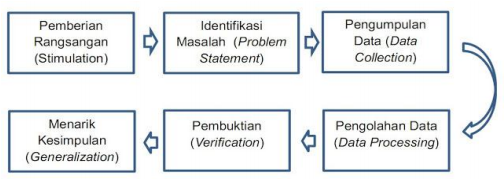 Pemberian
Rangsangan
(Stimulation)
Identifikasi
Masalah (Problem
Statement)
Pengumpulan
Data (Data
Collection)
Pengolahan Data
(Data Processing)
Pembuktian
(Verification)
Menarik
Kesimpulan
(Generalization)